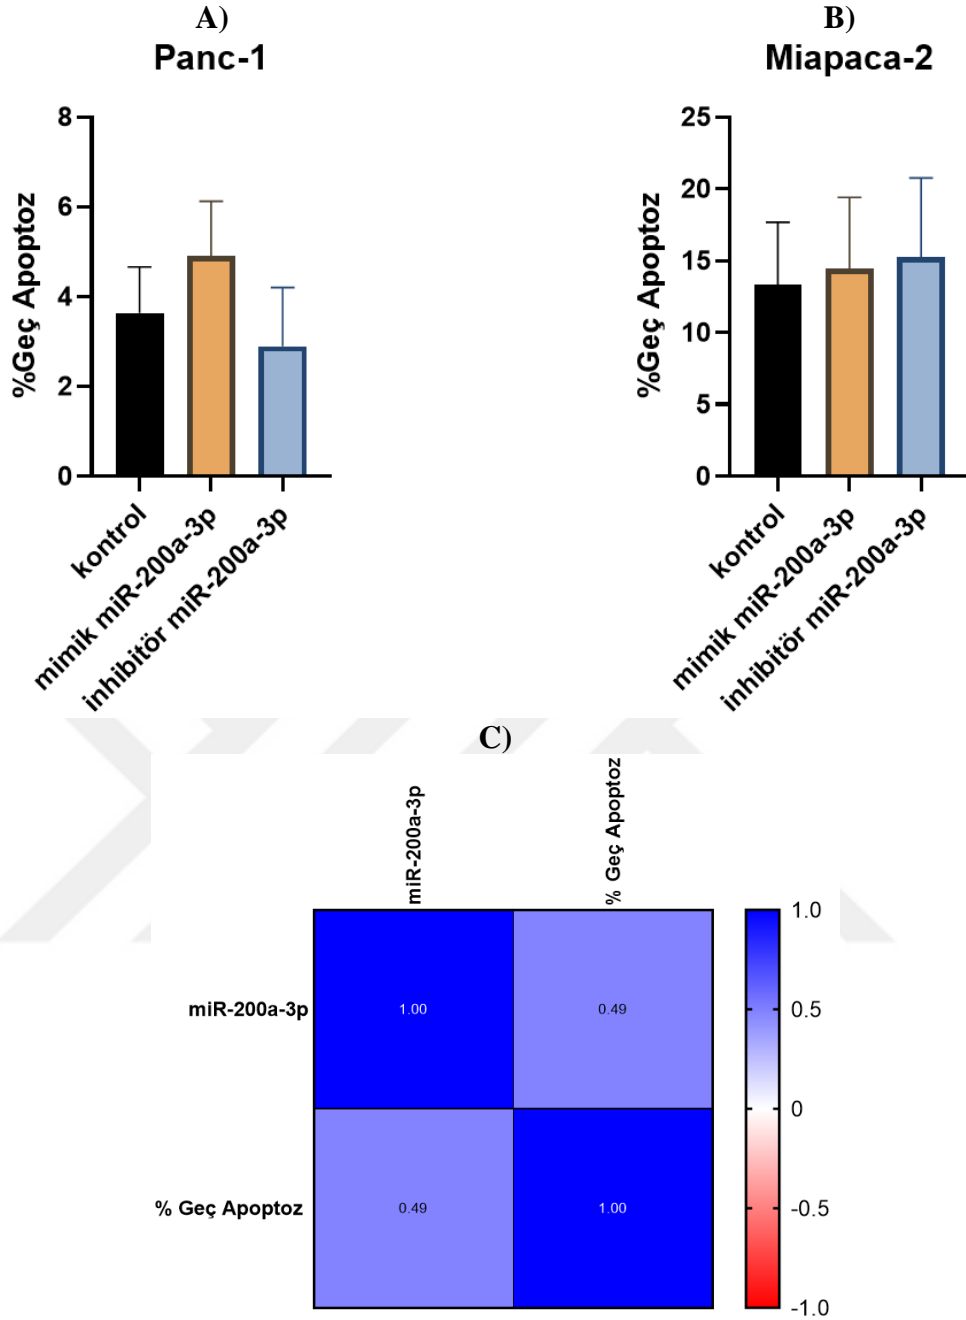 A)
Panc-1
8
6
4
2
0
%Geç Apoptoz
kontrol
mimik miR-200a-3p
inhibitör miR-200a-3p
B)
Miapaca-2
25
20
15
10
5
0
%Geç Apoptoz
kontrol
mimik miR-200a-3p
inhibitör miR-200a-3p
C)
miR-200a-3p
% Geç Apoptoz
miR-200a-3p
1.00
0.49
% Geç Apoptoz
0.49
1.00
1.0
0.5
0
-0.5
-1.0